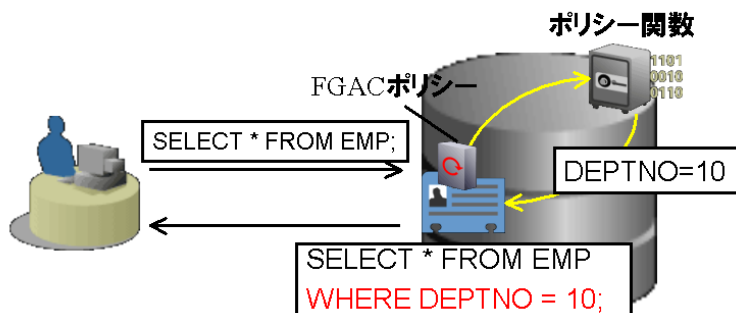 ポリシー関数
1101
0010
0110
FGACポリシー
SELECT * FROM EMP;
DEPTNO=10
SELECT * FROM EMP
WHERE DEPTNO = 10;